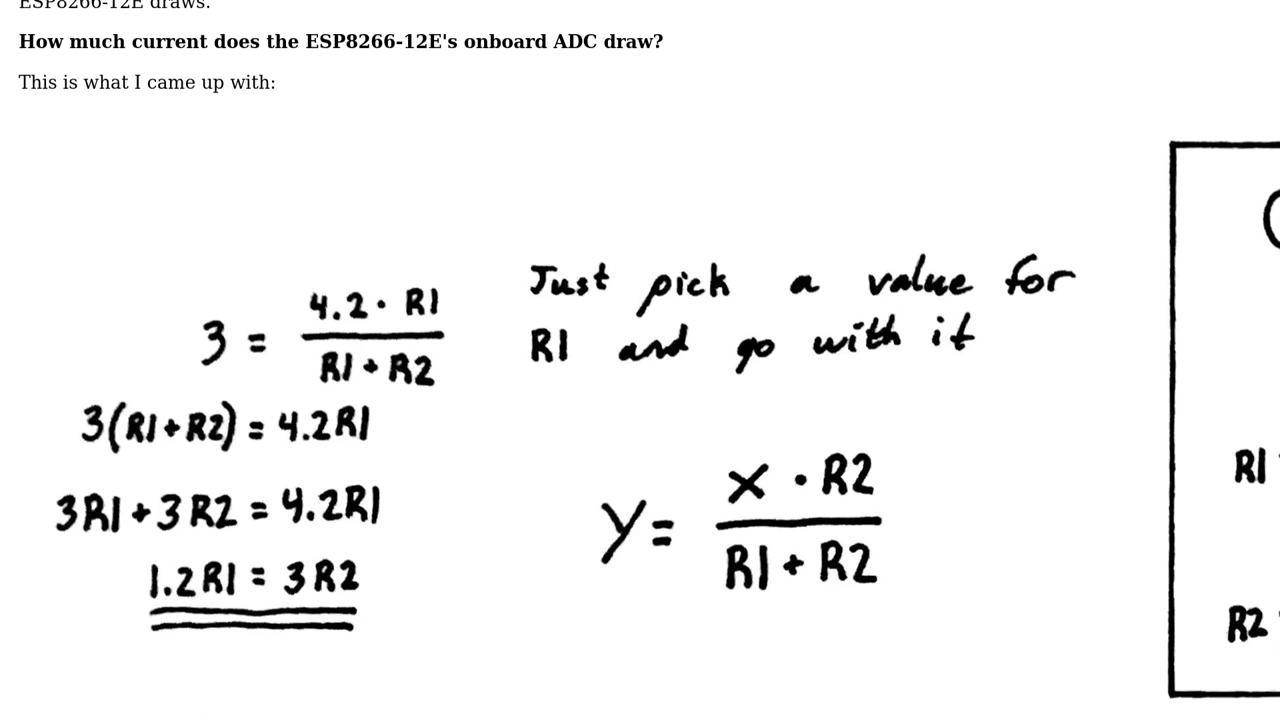 ESP8266-12E draws.
How much current does the ESP8266-12E's onboard ADC draw?
This is what I came up with:
Just pick a value for
R1 and go with it
3 = 4.2 · R1
R1 + R2
3(R1+R2) = 4.2R1
3R1+3R2 = 4.2R1
1.2R1 = 3R2
y = x · R2
R1 + R2
R1
R2